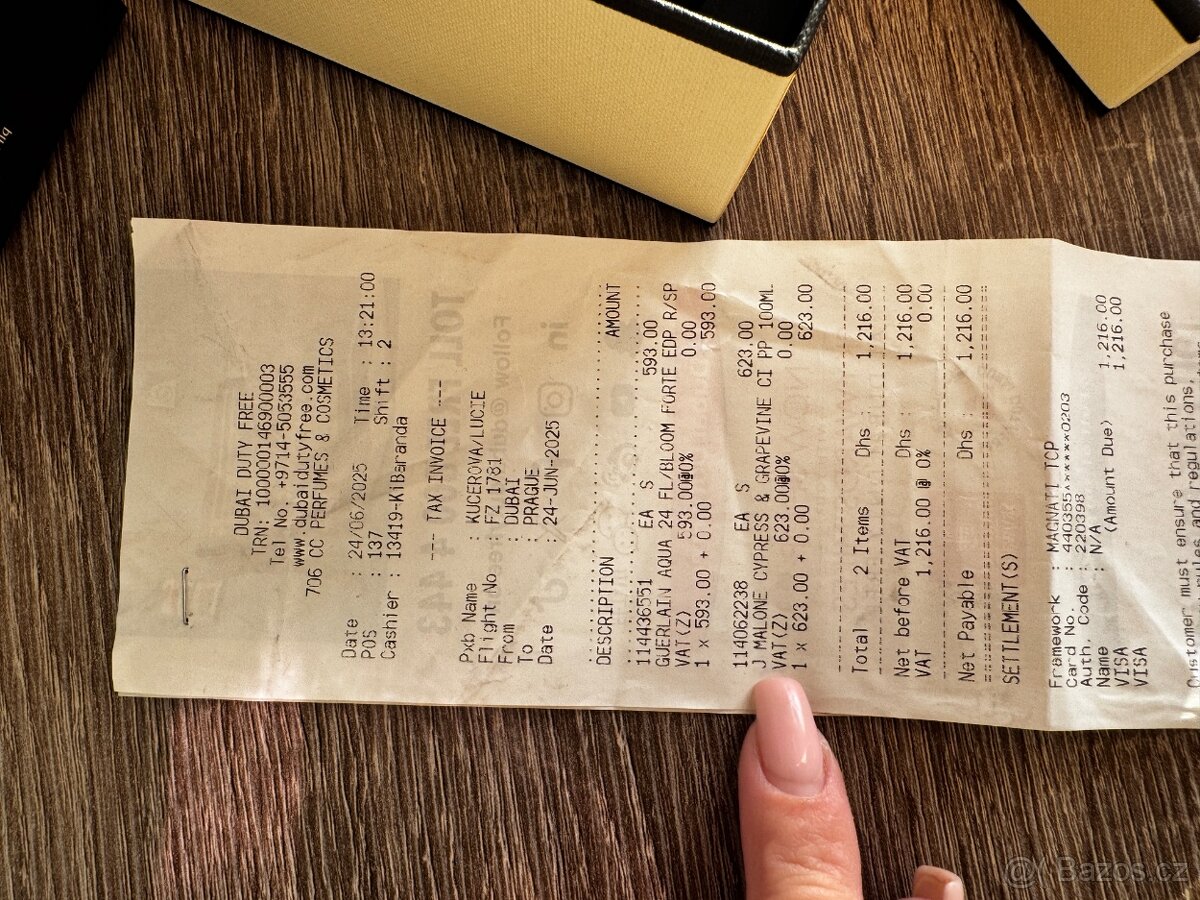 DUBAI DUTY FREE
TRN: 100000146900003
Tel No. +9714-5053555
www.dubaidutyfree.com
706 CC PERFUMES & COSMETICS
Date : 24/06/2025 Time : 13:21:00
POS : 137 Shift : 2
Cashier : 13419-KiBaranda
--- TAX INVOICE ---
Pxb Name : KUCEROVA/LUCIE
Flight No : FZ 1781
From : DUBAI
To : PRAGUE
Date : 24-JUN-2025
DESCRIPTION AMOUNT
114436551 EA S 593.00
GUERLAIN AQUA 24 FL/BLOOM FORTE EDP R/SP
VAT(Z) 593.00@0% 0.00
1 x 593.00 + 0.00 593.00
114062238 EA S 623.00
J MALONE CYPRESS & GRAPEVINE CI PP 100ML
VAT(Z) 623.00@0% 0.00
1 x 623.00 + 0.00 623.00
Total 2 Items Dhs : 1,216.00
Net before VAT Dhs : 1,216.00
VAT 1,216.00 @ 0% 0.00
Net Payable Dhs : 1,216.00
SETTLEMENT(S)
Framework : MAGNATI TCP
Card No. : 440355******0203
Auth. Code : 220398
Name : N/A
VISA (Amount Due) 1,216.00
VISA 1,216.00
Customer must ensure that this purchase
regulations
Bazos.cz